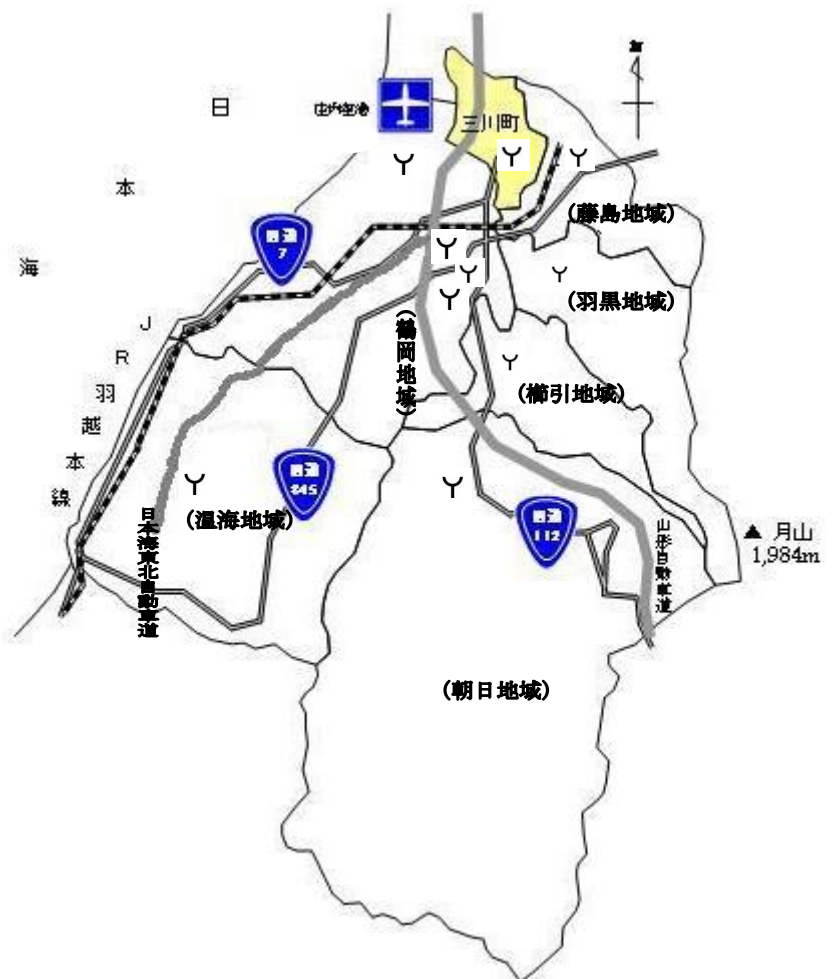 日本海
庄内空港
三川町
(藤島地域)
国道
7
(羽黒地域)
JR羽越本線
(鶴岡地域)
(櫛引地域)
国道
345
(温海地域)
日本海東北自動車道
国道
112
山形自動車道
▲ 月山
1,984m
(朝日地域)